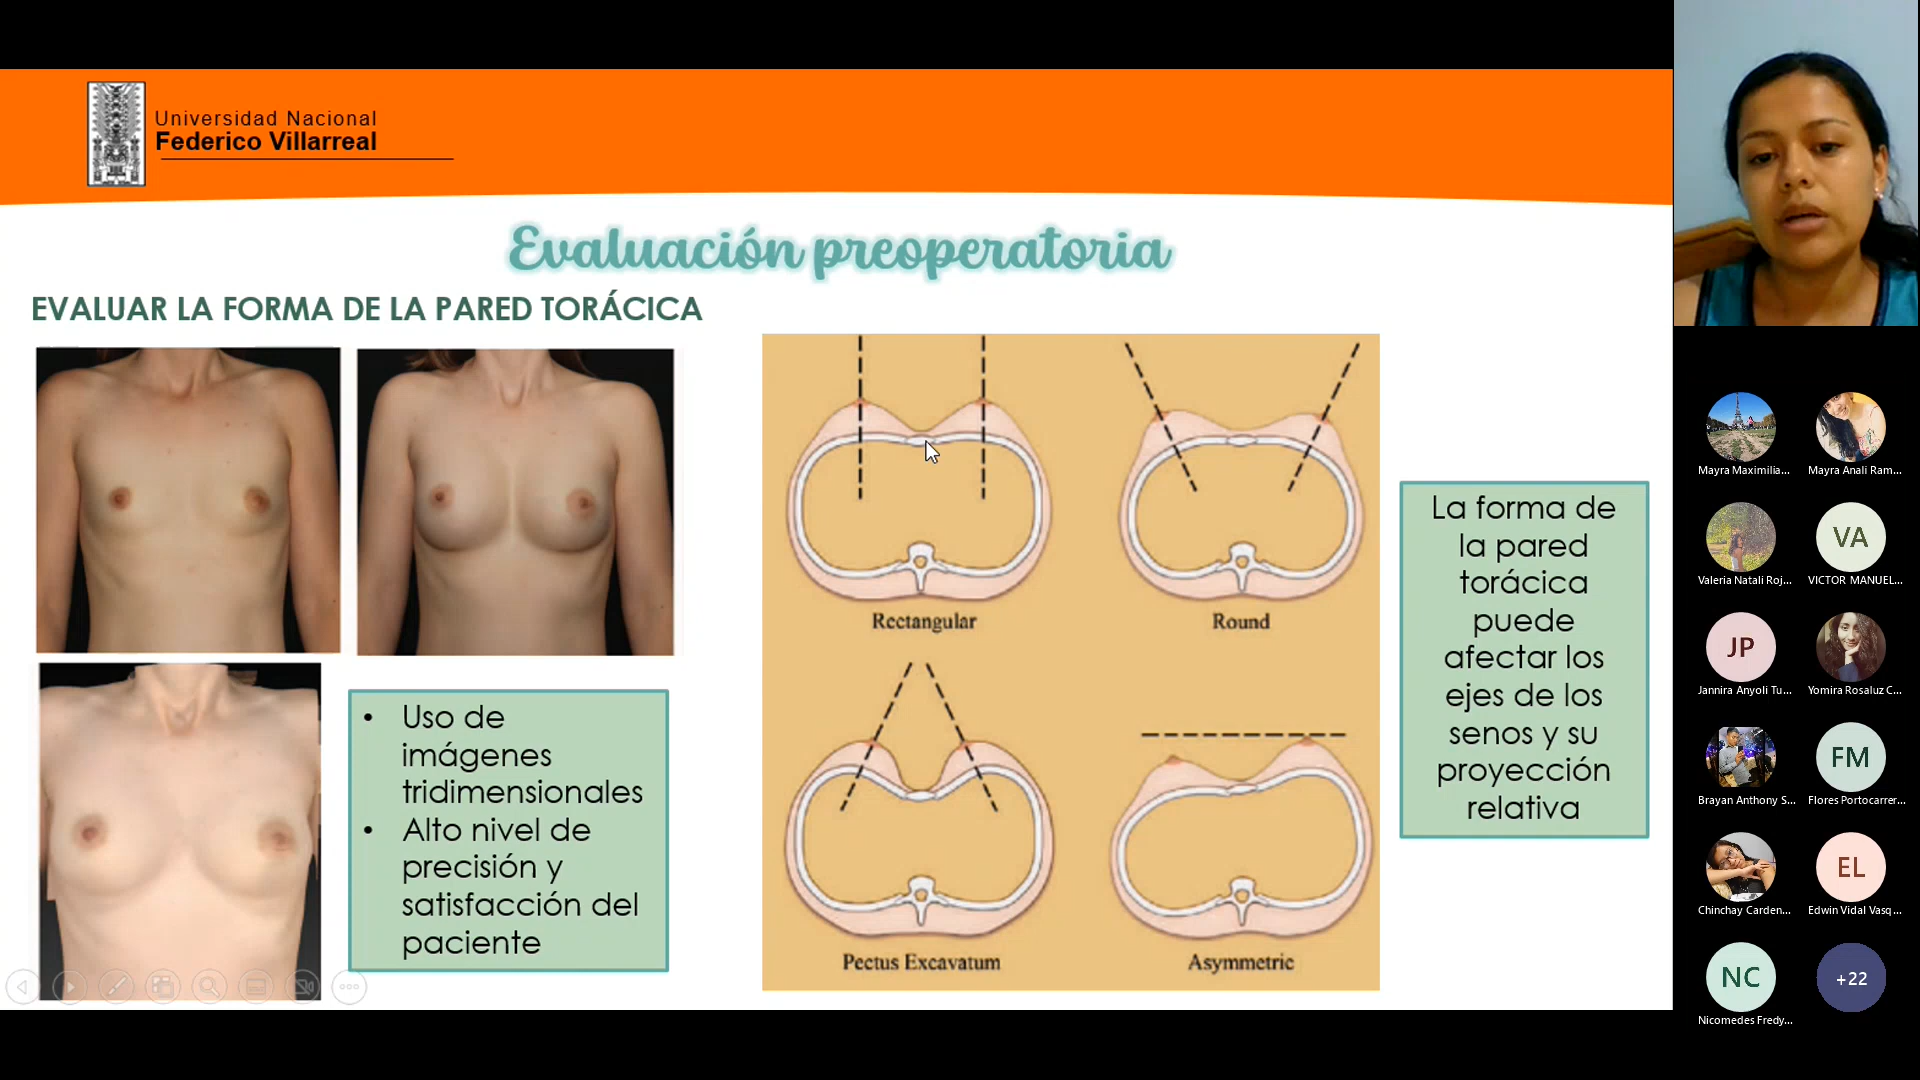 Universidad Nacional
Federico Villarreal
Evaluación preoperatoria
EVALUAR LA FORMA DE LA PARED TORÁCICA
• Uso de
imágenes
tridimensionales
• Alto nivel de
precisión y
satisfacción del
paciente
Rectangular
Round
Pectus Excavatum
Asymmetric
La forma de
la pared
torácica
puede
afectar los
ejes de los
senos y su
proyección
relativa
Mayra Maximilia...
Mayra Anali Ram...
Valeria Natali Roj...
VA
VICTOR MANUEL...
JP
Jannira Anyoli Tu...
Yomira Rosaluz C...
Brayan Anthony S...
FM
Flores Portocarrer...
Chinchay Carden...
EL
Edwin Vidal Vasq...
NC
Nicomedes Fredy...
+22